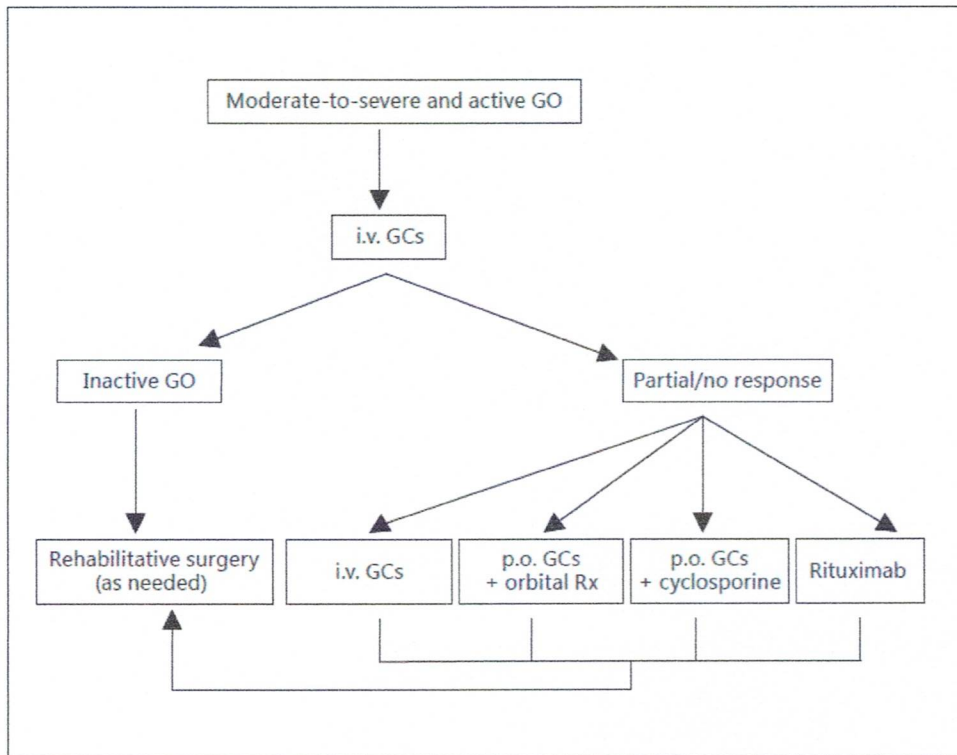 Moderate-to-severe and active GO
i.v. GCs
Inactive GO
Partial/no response
Rehabilitative surgery
(as needed)
i.v. GCs
p.o. GCs
+ orbital Rx
p.o. GCs
+ cyclosporine
Rituximab